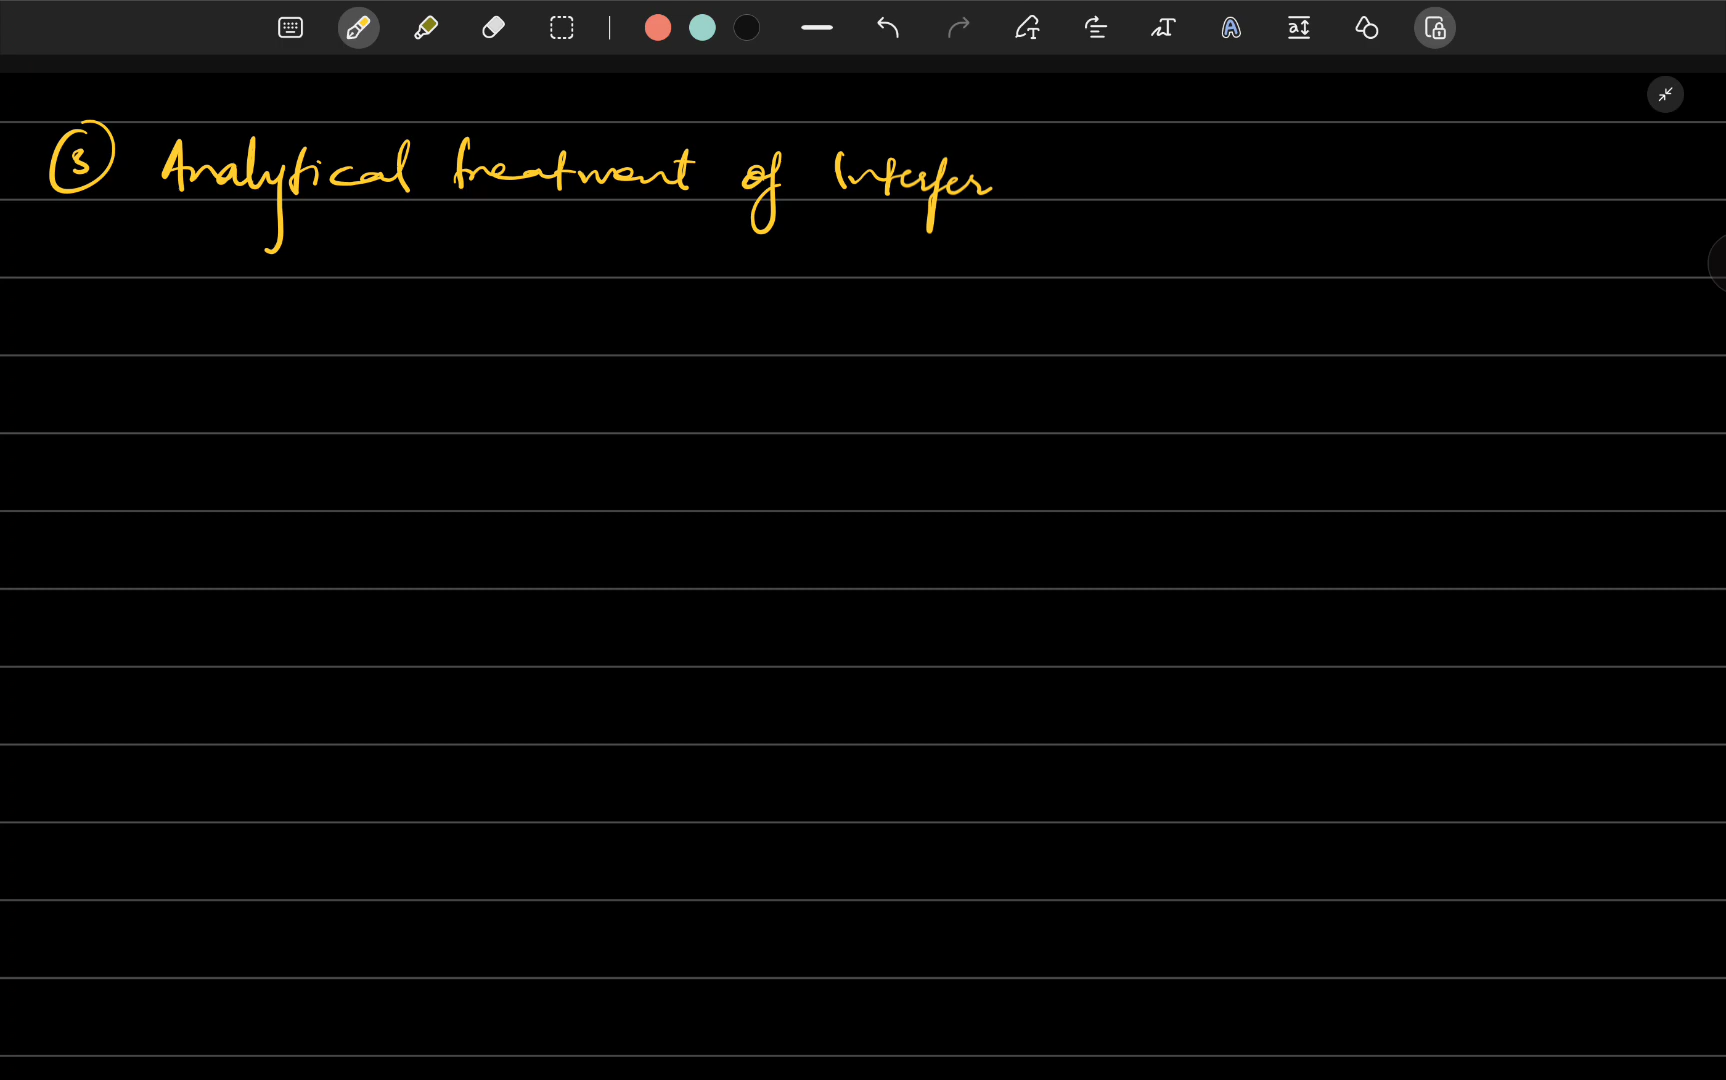 ③ Analytical treatment of Interfer